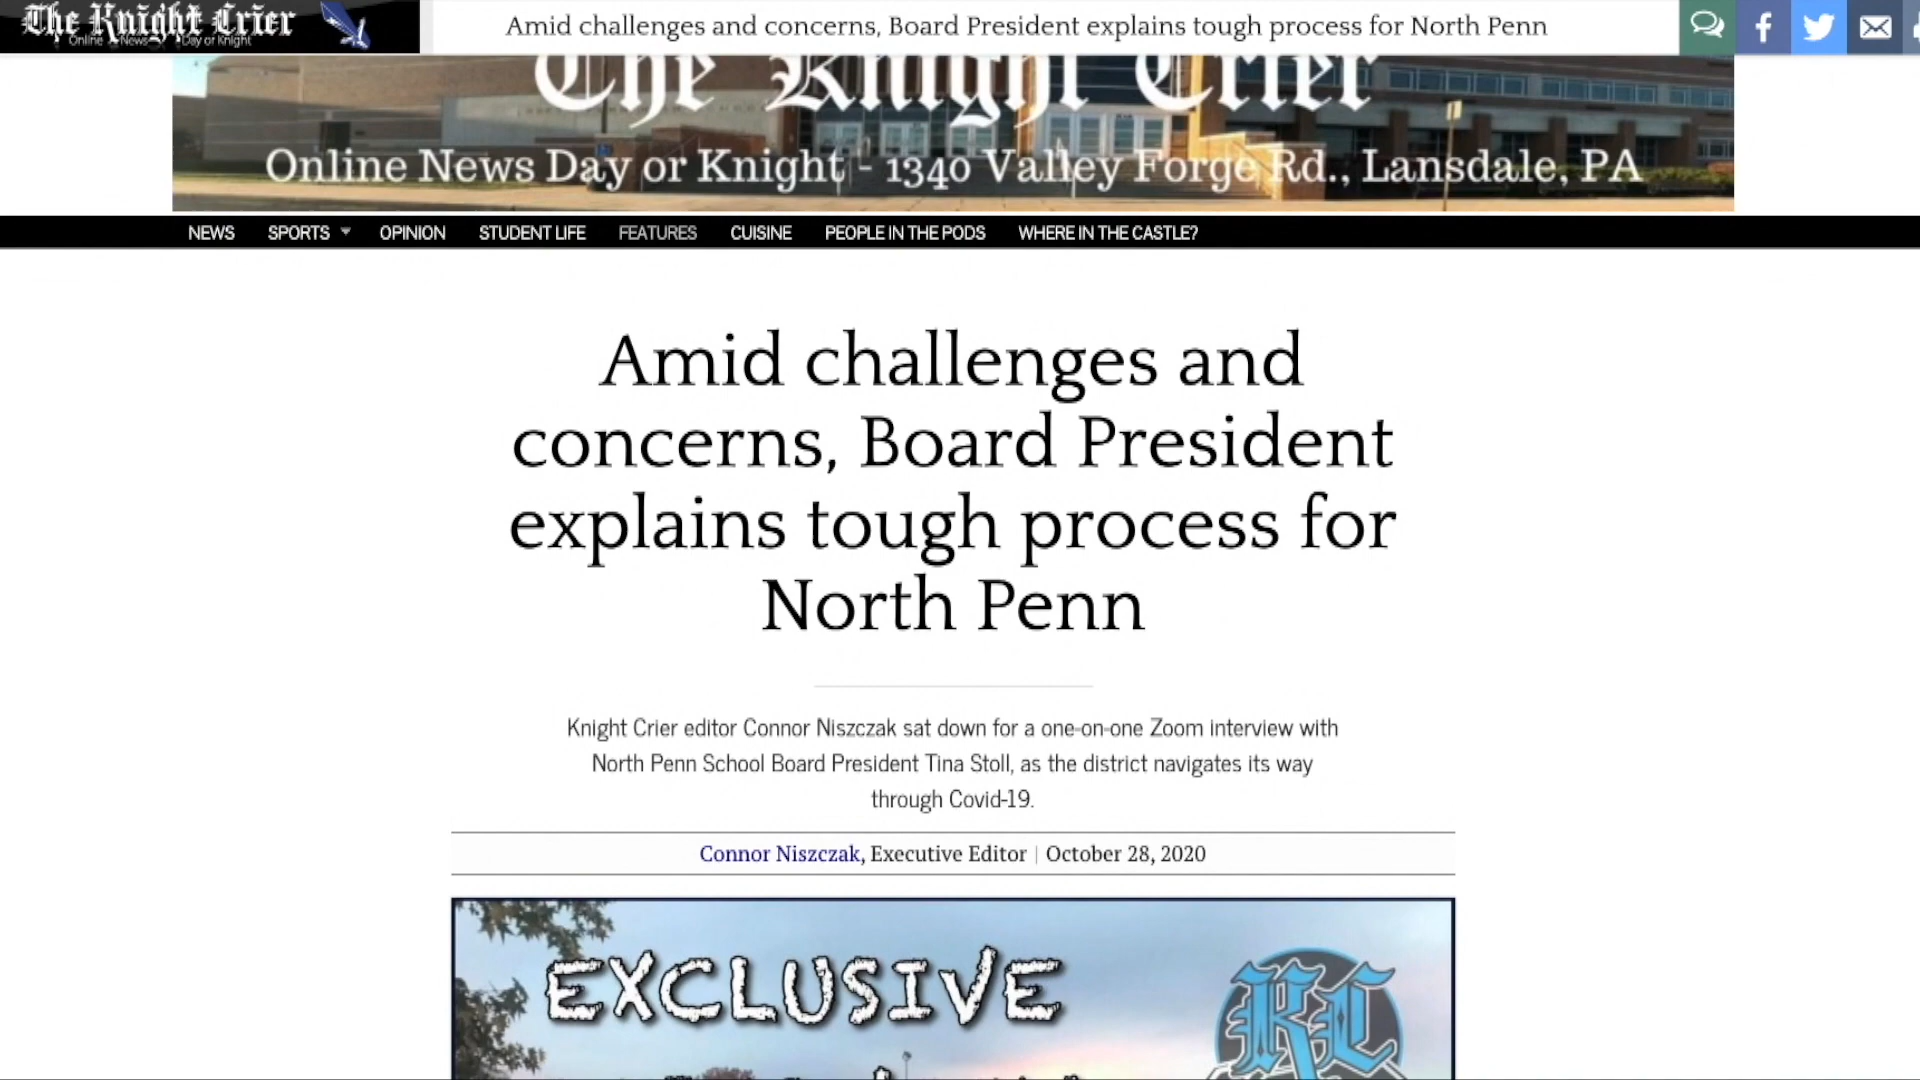 The Knight Crier
Online News Day or Knight
Amid challenges and concerns, Board President explains tough process for North Penn
The Knight Crier
Online News Day or Knight - 1340 Valley Forge Rd., Lansdale, PA
NEWS SPORTS OPINION STUDENT LIFE FEATURES CUISINE PEOPLE IN THE PODS WHERE IN THE CASTLE?
Amid challenges and
concerns, Board President
explains tough process for
North Penn
Knight Crier editor Connor Niszczak sat down for a one-on-one Zoom interview with
North Penn School Board President Tina Stoll, as the district navigates its way
through Covid-19.
Connor Niszczak, Executive Editor | October 28, 2020
EXCLUSIVE
KC